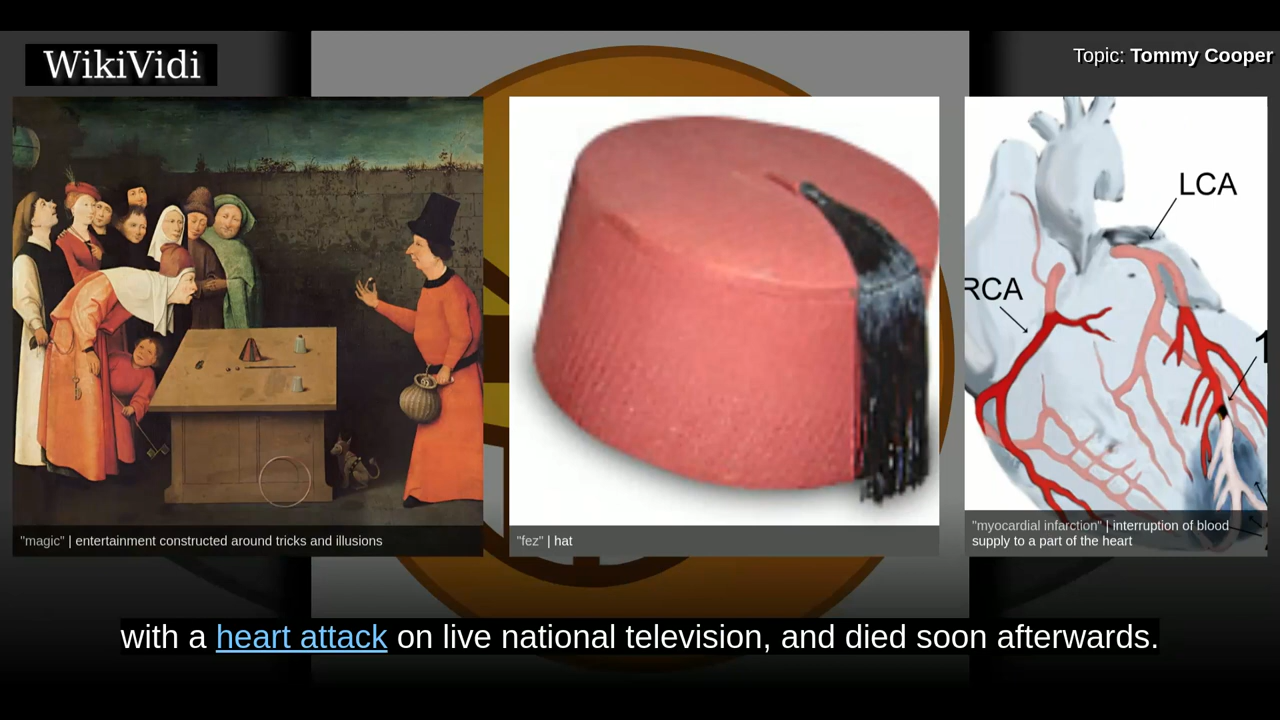 WikiVidi
Topic: Tommy Cooper
LCA
RCA
1
"magic" | entertainment constructed around tricks and illusions
"fez" | hat
"myocardial infarction" | interruption of blood
supply to a part of the heart
with a heart attack on live national television, and died soon afterwards.